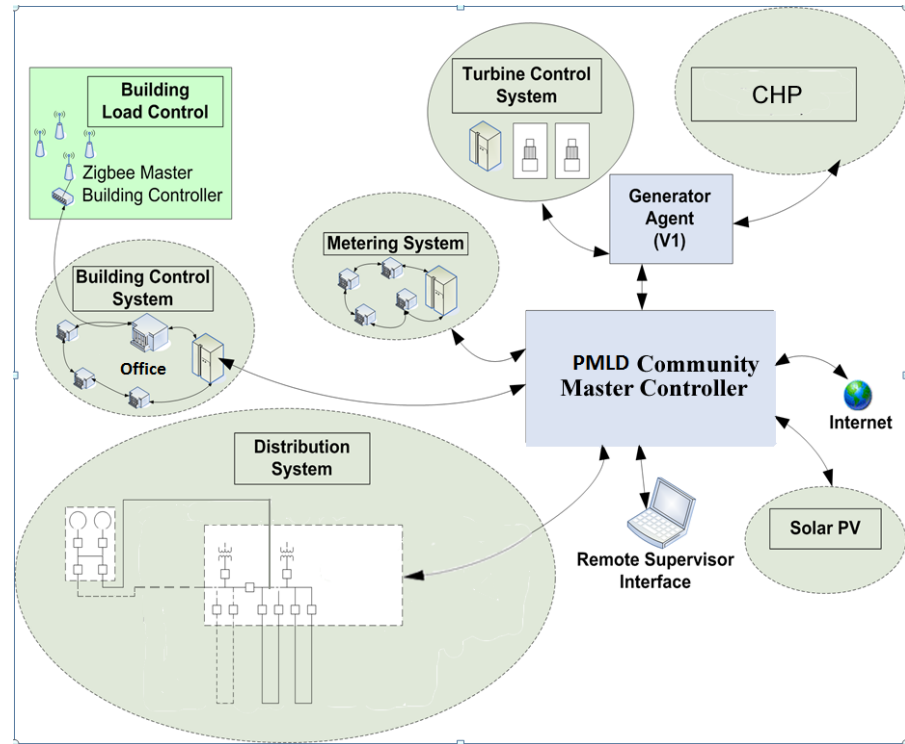 Building
Load Control
Zigbee Master
Building Controller
Turbine Control
System
CHP
Generator
Agent
(V1)
Metering System
Building Control
System
Office
PMLD Community
Master Controller
Internet
Distribution
System
Remote Supervisor
Interface
Solar PV